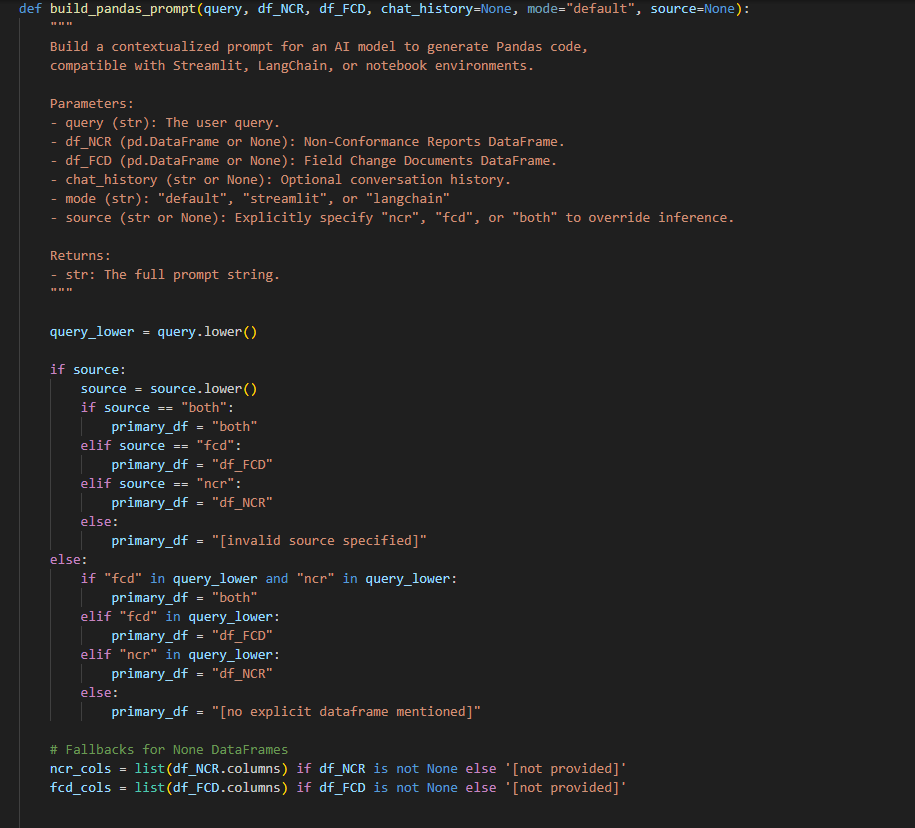 def build_pandas_prompt(query, df_NCR, df_FCD, chat_history=None, mode="default", source=None):
"""
Build a contextualized prompt for an AI model to generate Pandas code,
compatible with Streamlit, LangChain, or notebook environments.
Parameters:
- query (str): The user query.
- df_NCR (pd.DataFrame or None): Non-Conformance Reports DataFrame.
- df_FCD (pd.DataFrame or None): Field Change Documents DataFrame.
- chat_history (str or None): Optional conversation history.
- mode (str): "default", "streamlit", or "langchain"
- source (str or None): Explicitly specify "ncr", "fcd", or "both" to override inference.
Returns:
- str: The full prompt string.
"""
query_lower = query.lower()
if source:
source = source.lower()
if source == "both":
primary_df = "both"
elif source == "fcd":
primary_df = "df_FCD"
elif source == "ncr":
primary_df = "df_NCR"
else:
primary_df = "[invalid source specified]"
else:
if "fcd" in query_lower and "ncr" in query_lower:
primary_df = "both"
elif "fcd" in query_lower:
primary_df = "df_FCD"
elif "ncr" in query_lower:
primary_df = "df_NCR"
else:
primary_df = "[no explicit dataframe mentioned]"
# Fallbacks for None DataFrames
ncr_cols = list(df_NCR.columns) if df_NCR is not None else '[not provided]'
fcd_cols = list(df_FCD.columns) if df_FCD is not None else '[not provided]'